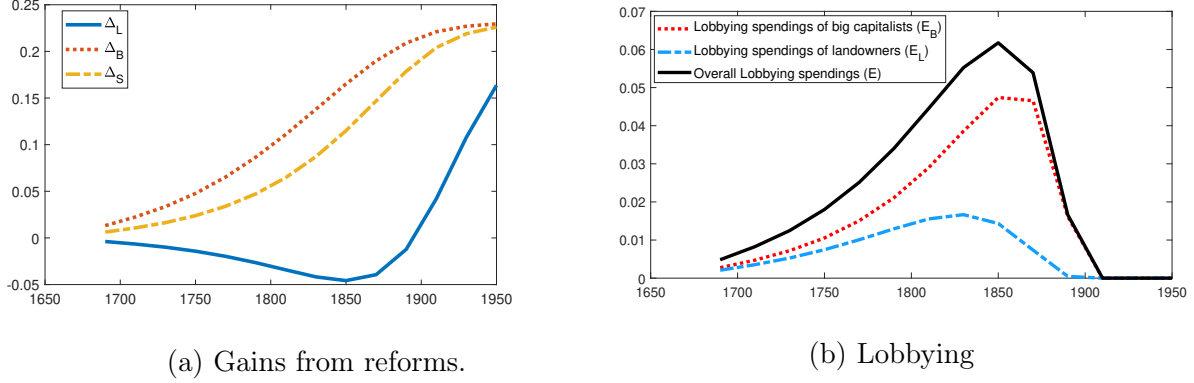 Δ_L
Δ_B
Δ_S
0.25
0.2
0.15
0.1
0.05
0
-0.05
1650 1700 1750 1800 1850 1900 1950
(a) Gains from reforms.
Lobbying spendings of big capitalists (E_B)
Lobbying spendings of landowners (E_L)
Overall Lobbying spendings (E)
0.07
0.06
0.05
0.04
0.03
0.02
0.01
0
1650 1700 1750 1800 1850 1900 1950
(b) Lobbying